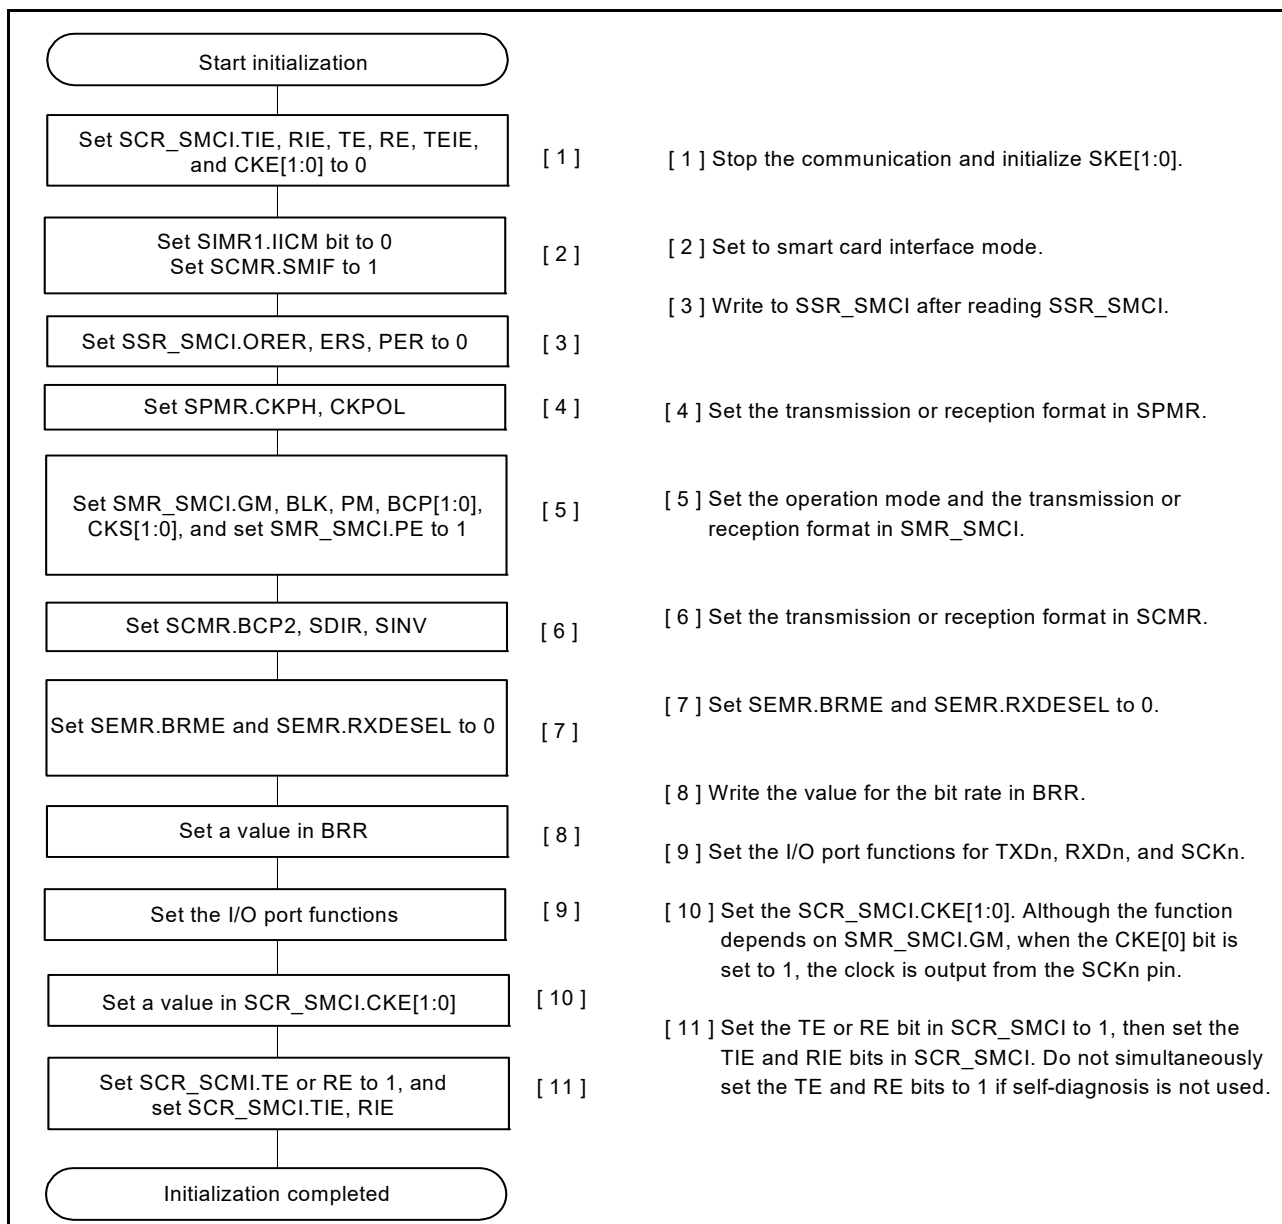 Start initialization
Set SCR_SMCI.TIE, RIE, TE, RE, TEIE,
and CKE[1:0] to 0
[ 1 ]
[ 1 ] Stop the communication and initialize SKE[1:0].
Set SIMR1.IICM bit to 0
Set SCMR.SMIF to 1
[ 2 ]
[ 2 ] Set to smart card interface mode.
[ 3 ] Write to SSR_SMCI after reading SSR_SMCI.
Set SSR_SMCI.ORER, ERS, PER to 0
[ 3 ]
Set SPMR.CKPH, CKPOL
[ 4 ]
[ 4 ] Set the transmission or reception format in SPMR.
Set SMR_SMCI.GM, BLK, PM, BCP[1:0],
CKS[1:0], and set SMR_SMCI.PE to 1
[ 5 ]
[ 5 ] Set the operation mode and the transmission or
reception format in SMR_SMCI.
Set SCMR.BCP2, SDIR, SINV
[ 6 ]
[ 6 ] Set the transmission or reception format in SCMR.
Set SEMR.BRME and SEMR.RXDESEL to 0
[ 7 ]
[ 7 ] Set SEMR.BRME and SEMR.RXDESEL to 0.
[ 8 ] Write the value for the bit rate in BRR.
Set a value in BRR
[ 8 ]
[ 9 ] Set the I/O port functions for TXDn, RXDn, and SCKn.
Set the I/O port functions
[ 9 ]
[ 10 ] Set the SCR_SMCI.CKE[1:0]. Although the function
depends on SMR_SMCI.GM, when the CKE[0] bit is
set to 1, the clock is output from the SCKn pin.
Set a value in SCR_SMCI.CKE[1:0]
[ 10 ]
[ 11 ] Set the TE or RE bit in SCR_SMCI to 1, then set the
TIE and RIE bits in SCR_SMCI. Do not simultaneously
set the TE and RE bits to 1 if self-diagnosis is not used.
Set SCR_SCMI.TE or RE to 1, and
set SCR_SMCI.TIE, RIE
[ 11 ]
Initialization completed